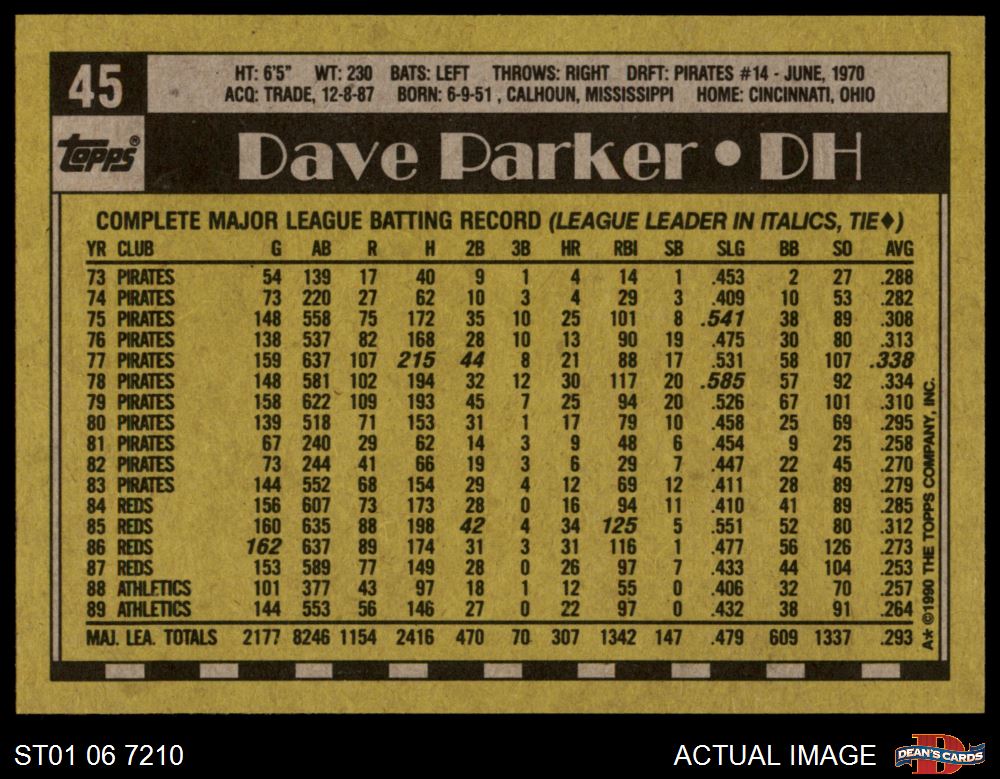 45
HT: 6'5" WT: 230 BATS: LEFT THROWS: RIGHT DRFT: PIRATES #14 - JUNE, 1970
ACQ: TRADE, 12-8-87 BORN: 6-9-51 , CALHOUN, MISSISSIPPI HOME: CINCINNATI, OHIO
topps®
Dave Parker • DH
COMPLETE MAJOR LEAGUE BATTING RECORD (LEAGUE LEADER IN ITALICS, TIE♦)
YR CLUB G AB R H 2B 3B HR RBI SB SLG BB SO AVG
73 PIRATES 54 139 17 40 9 1 4 14 1 .453 2 27 .288
74 PIRATES 73 220 27 62 10 3 4 29 3 .409 10 53 .282
75 PIRATES 148 558 75 172 35 10 25 101 8 .541 38 89 .308
76 PIRATES 138 537 82 168 28 10 13 90 19 .475 30 80 .313
77 PIRATES 159 637 107 215 44 8 21 88 17 .531 58 107 .338
78 PIRATES 148 581 102 194 32 12 30 117 20 .585 57 92 .334
79 PIRATES 158 622 109 193 45 7 25 94 20 .526 67 101 .310
80 PIRATES 139 518 71 153 31 1 17 79 10 .458 25 69 .295
81 PIRATES 67 240 29 62 14 3 9 48 6 .454 9 25 .258
82 PIRATES 73 244 41 66 19 3 6 29 7 .447 22 45 .270
83 PIRATES 144 552 68 154 29 4 12 69 12 .411 28 89 .279
84 REDS 156 607 73 173 28 0 16 94 11 .410 41 89 .285
85 REDS 160 635 88 198 42 4 34 125 5 .551 52 80 .312
86 REDS 162 637 89 174 31 3 31 116 1 .477 56 126 .273
87 REDS 153 589 77 149 28 0 26 97 7 .433 44 104 .253
88 ATHLETICS 101 377 43 97 18 1 12 55 0 .406 32 70 .257
89 ATHLETICS 144 553 56 146 27 0 22 97 0 .432 38 91 .264
MAJ. LEA. TOTALS 2177 8246 1154 2416 470 70 307 1342 147 .479 609 1337 .293
A★ ©1990 THE TOPPS COMPANY, INC.
ST01 06 7210
ACTUAL IMAGE
D
DEAN'S CARDS